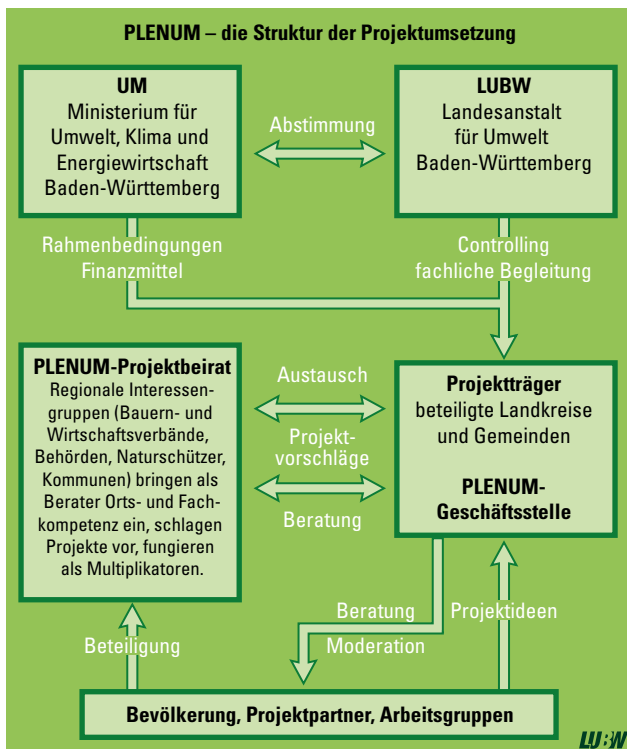 PLENUM – die Struktur der Projektumsetzung
UM
Ministerium für
Umwelt, Klima und
Energiewirtschaft
Baden-Württemberg
Abstimmung
LUBW
Landesanstalt
für Umwelt
Baden-Württemberg
Rahmenbedingungen
Finanzmittel
Controlling
fachliche Begleitung
PLENUM-Projektbeirat
Regionale Interessen-
gruppen (Bauern- und
Wirtschaftsverbände,
Behörden, Naturschützer,
Kommunen) bringen als
Berater Orts- und Fach-
kompetenz ein, schlagen
Projekte vor, fungieren
als Multiplikatoren.
Austausch
Projekt-
vorschläge
Beratung
Projektträger
beteiligte Landkreise
und Gemeinden
PLENUM-
Geschäftsstelle
Beteiligung
Beratung
Moderation
Projektideen
Bevölkerung, Projektpartner, Arbeitsgruppen
LUBW